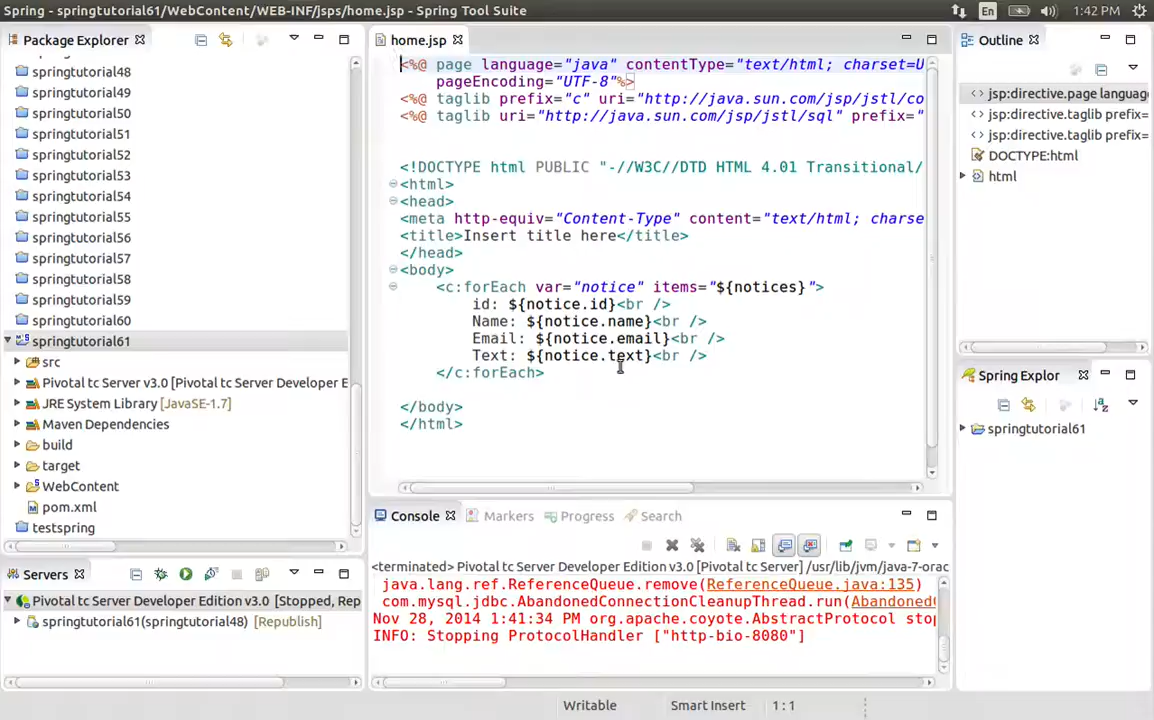 Spring - springtutorial61/WebContent/WEB-INF/jsps/home.jsp - Spring Tool Suite
En
1:42 PM
Package Explorer
springtutorial48
springtutorial49
springtutorial50
springtutorial51
springtutorial52
springtutorial53
springtutorial54
springtutorial55
springtutorial56
springtutorial57
springtutorial58
springtutorial59
springtutorial60
springtutorial61
src
Pivotal tc Server v3.0 [Pivotal tc Server Developer E
JRE System Library [JavaSE-1.7]
Maven Dependencies
build
target
WebContent
pom.xml
testspring
Servers
Pivotal tc Server Developer Edition v3.0 [Stopped, Rep
springtutorial61(springtutorial48) [Republish]
home.jsp
<%@ page language="java" contentType="text/html; charset=U
pageEncoding="UTF-8"%>
<%@ taglib prefix="c" uri="http://java.sun.com/jsp/jstl/co
<%@ taglib uri="http://java.sun.com/jsp/jstl/sql" prefix="
<!DOCTYPE html PUBLIC "-//W3C//DTD HTML 4.01 Transitional/
<html>
<head>
<meta http-equiv="Content-Type" content="text/html; charse
<title>Insert title here</title>
</head>
<body>
<c:forEach var="notice" items="${notices}">
id: ${notice.id}<br />
Name: ${notice.name}<br />
Email: ${notice.email}<br />
Text: ${notice.text}<br />
</c:forEach>
</body>
</html>
Console
Markers
Progress
Search
<terminated> Pivotal tc Server Developer Edition v3.0 [Pivotal tc Server] /usr/lib/jvm/java-7-orac
java.lang.ref.ReferenceQueue.remove(ReferenceQueue.java:135)
com.mysql.jdbc.AbandonedConnectionCleanupThread.run(Abandoned
Nov 28, 2014 1:41:34 PM org.apache.coyote.AbstractProtocol stop
INFO: Stopping ProtocolHandler ["http-bio-8080"]
Outline
jsp:directive.page language
jsp:directive.taglib prefix=
jsp:directive.taglib prefix=
DOCTYPE:html
html
Spring Explor
springtutorial61
Writable
Smart Insert
1 : 1